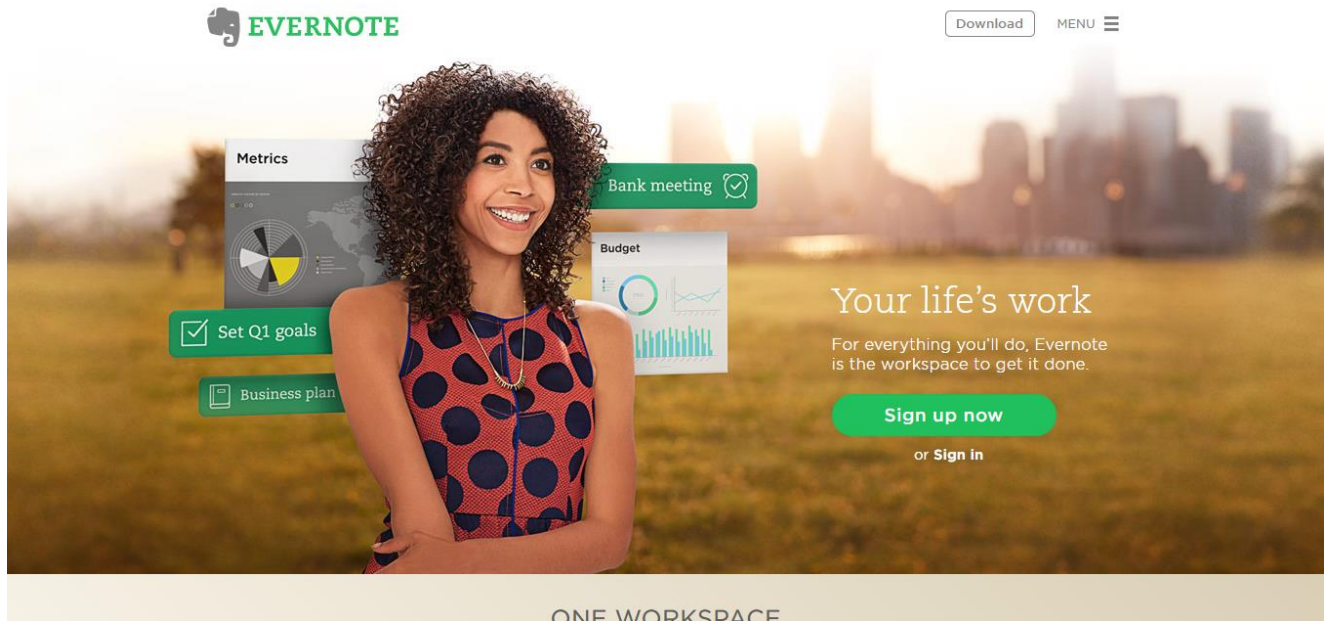 EVERNOTE
Download
MENU
Metrics
Bank meeting
Budget
Set Q1 goals
Business plan
Your life's work
For everything you'll do, Evernote
is the workspace to get it done.
Sign up now
or Sign in
ONE WORKSPACE